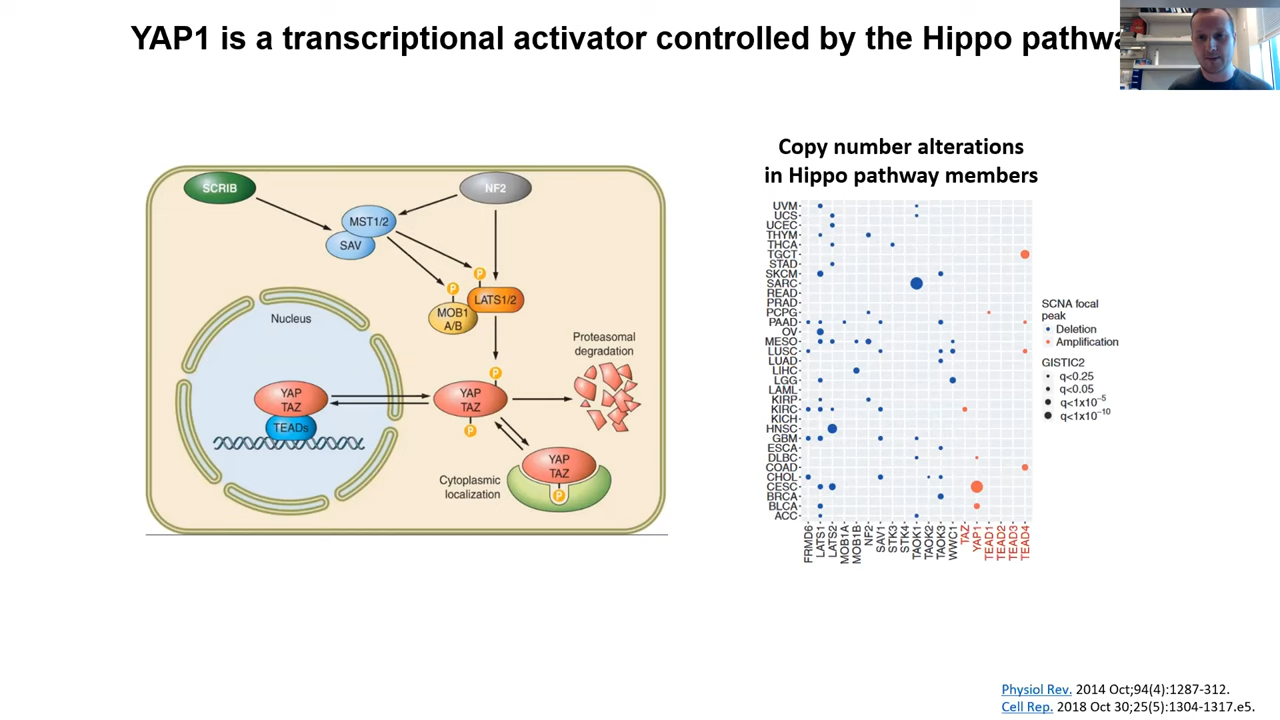 YAP1 is a transcriptional activator controlled by the Hippo pathwa
SCRIB
NF2
MST1/2
SAV
P
P
LATS1/2
MOB1
A/B
Nucleus
Proteasomal
degradation
P
YAP
TAZ
TEADs
YAP
TAZ
P
YAP
TAZ
P
Cytoplasmic
localization
Copy number alterations
in Hippo pathway members
UVM
UCS
UCEC
THYM
THCA
TGCT
STAD
SKCM
SARC
READ
PRAD
PCPG
PAAD
OV
MESO
LUSC
LUAD
LIHC
LGG
LAML
KIRP
KIRC
KICH
HNSC
GBM
ESCA
DLBC
COAD
CHOL
CESC
BRCA
BLCA
ACC
FRMD6
LATS1
LATS2
MOB1A
MOB1B
NF2
SAV1
STK3
STK4
TAOK1
TAOK2
TAOK3
WWC1
TAZ
YAP1
TEAD1
TEAD2
TEAD3
TEAD4
SCNA focal
peak
Deletion
Amplification
GISTIC2
q<0.25
q<0.05
q<1x10⁻⁵
q<1x10⁻¹⁰
Physiol Rev. 2014 Oct;94(4):1287-312.
Cell Rep. 2018 Oct 30;25(5):1304-1317.e5.